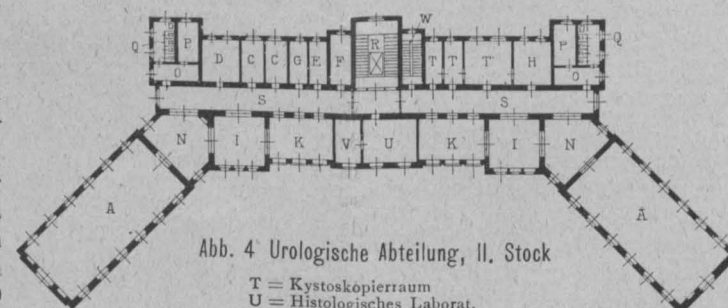 W
Q P D C C G E F R T T T H P Q
O O
S S
N I K V U K I N
A A
Abb. 4 Urologische Abteilung, II. Stock
T = Kystoskopierraum
U = Histologisches Laborat.